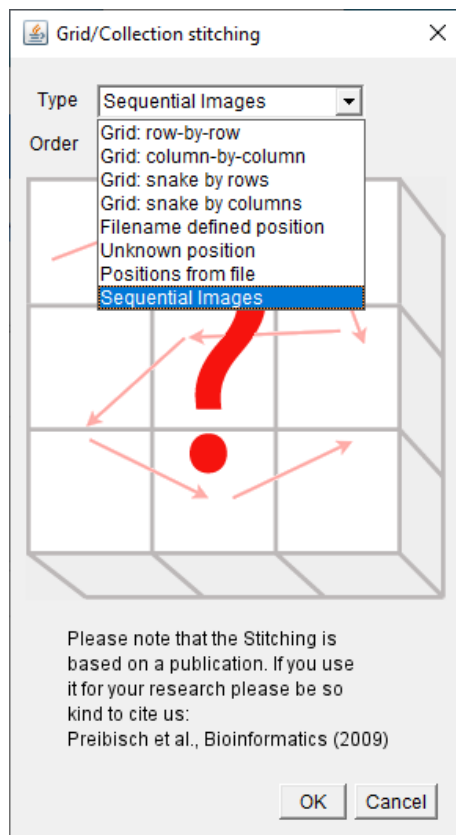 Grid/Collection stitching
Type Sequential Images
Order
Grid: row-by-row
Grid: column-by-column
Grid: snake by rows
Grid: snake by columns
Filename defined position
Unknown position
Positions from file
Sequential Images
?
Please note that the Stitching is
based on a publication. If you use
it for your research please be so
kind to cite us:
Preibisch et al., Bioinformatics (2009)
OK Cancel